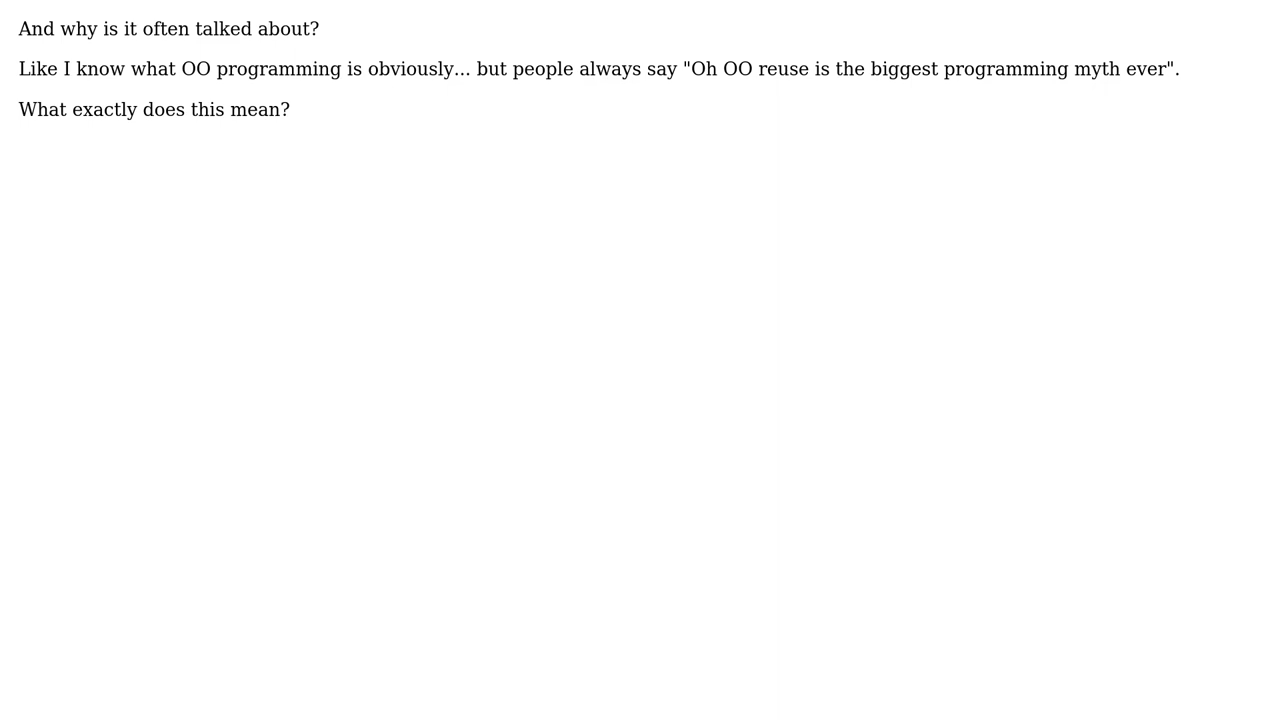 And why is it often talked about?
Like I know what OO programming is obviously... but people always say "Oh OO reuse is the biggest programming myth ever".
What exactly does this mean?